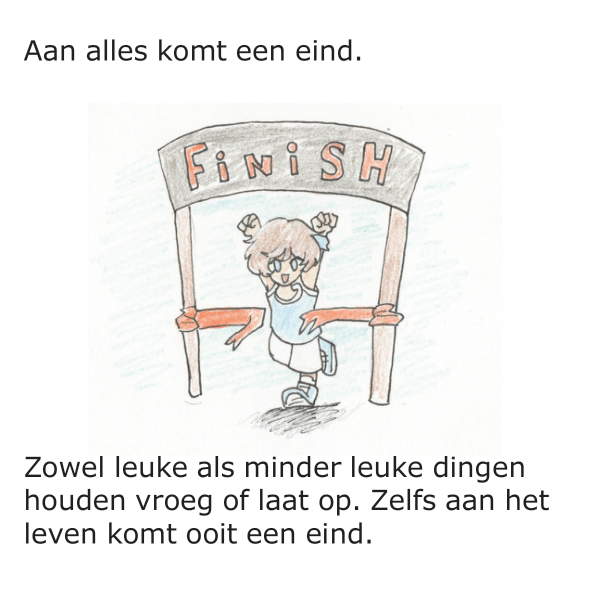 Aan alles komt een eind.
FiNiSH
Zowel leuke als minder leuke dingen
houden vroeg of laat op. Zelfs aan het
leven komt ooit een eind.